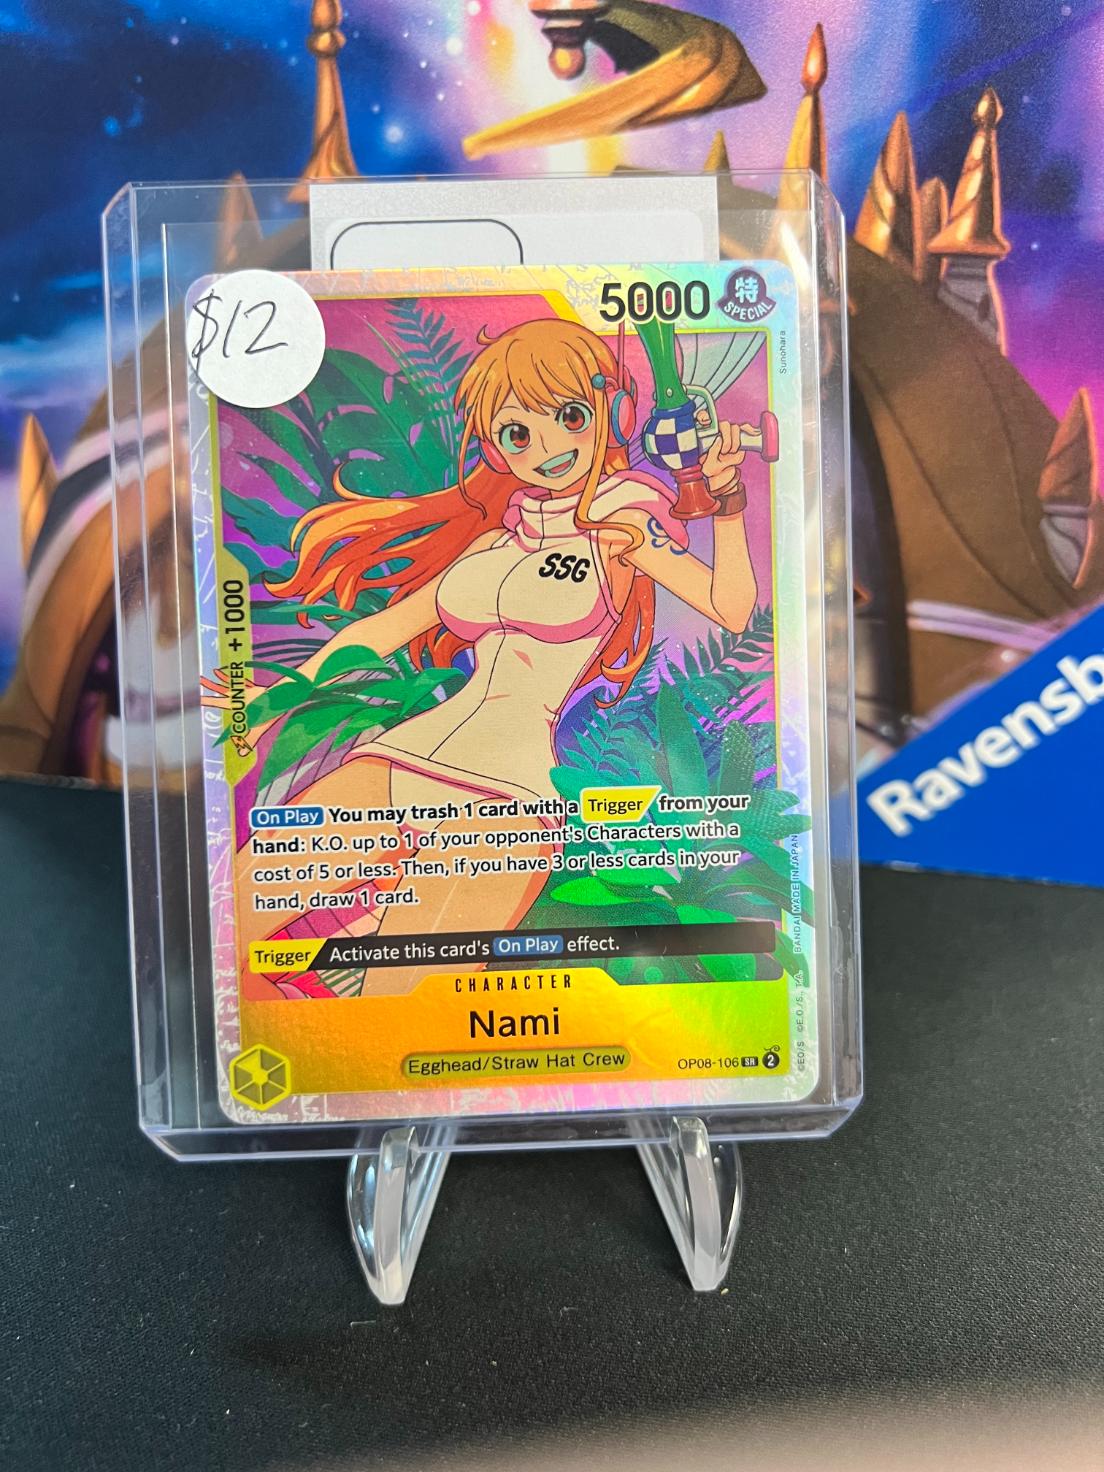 $12
5000
特
SPECIAL
Sunohara
SSG
COUNTER +1000
On Play You may trash 1 card with a Trigger from your
hand: K.O. up to 1 of your opponent's Characters with a
cost of 5 or less. Then, if you have 3 or less cards in your
hand, draw 1 card.
Trigger Activate this card's On Play effect.
CHARACTER
Nami
Egghead/Straw Hat Crew
OP08-106 SR 2
©E.O/S. ©E.O./S., T.A. BANDAI MADE IN JAPAN
Ravensb